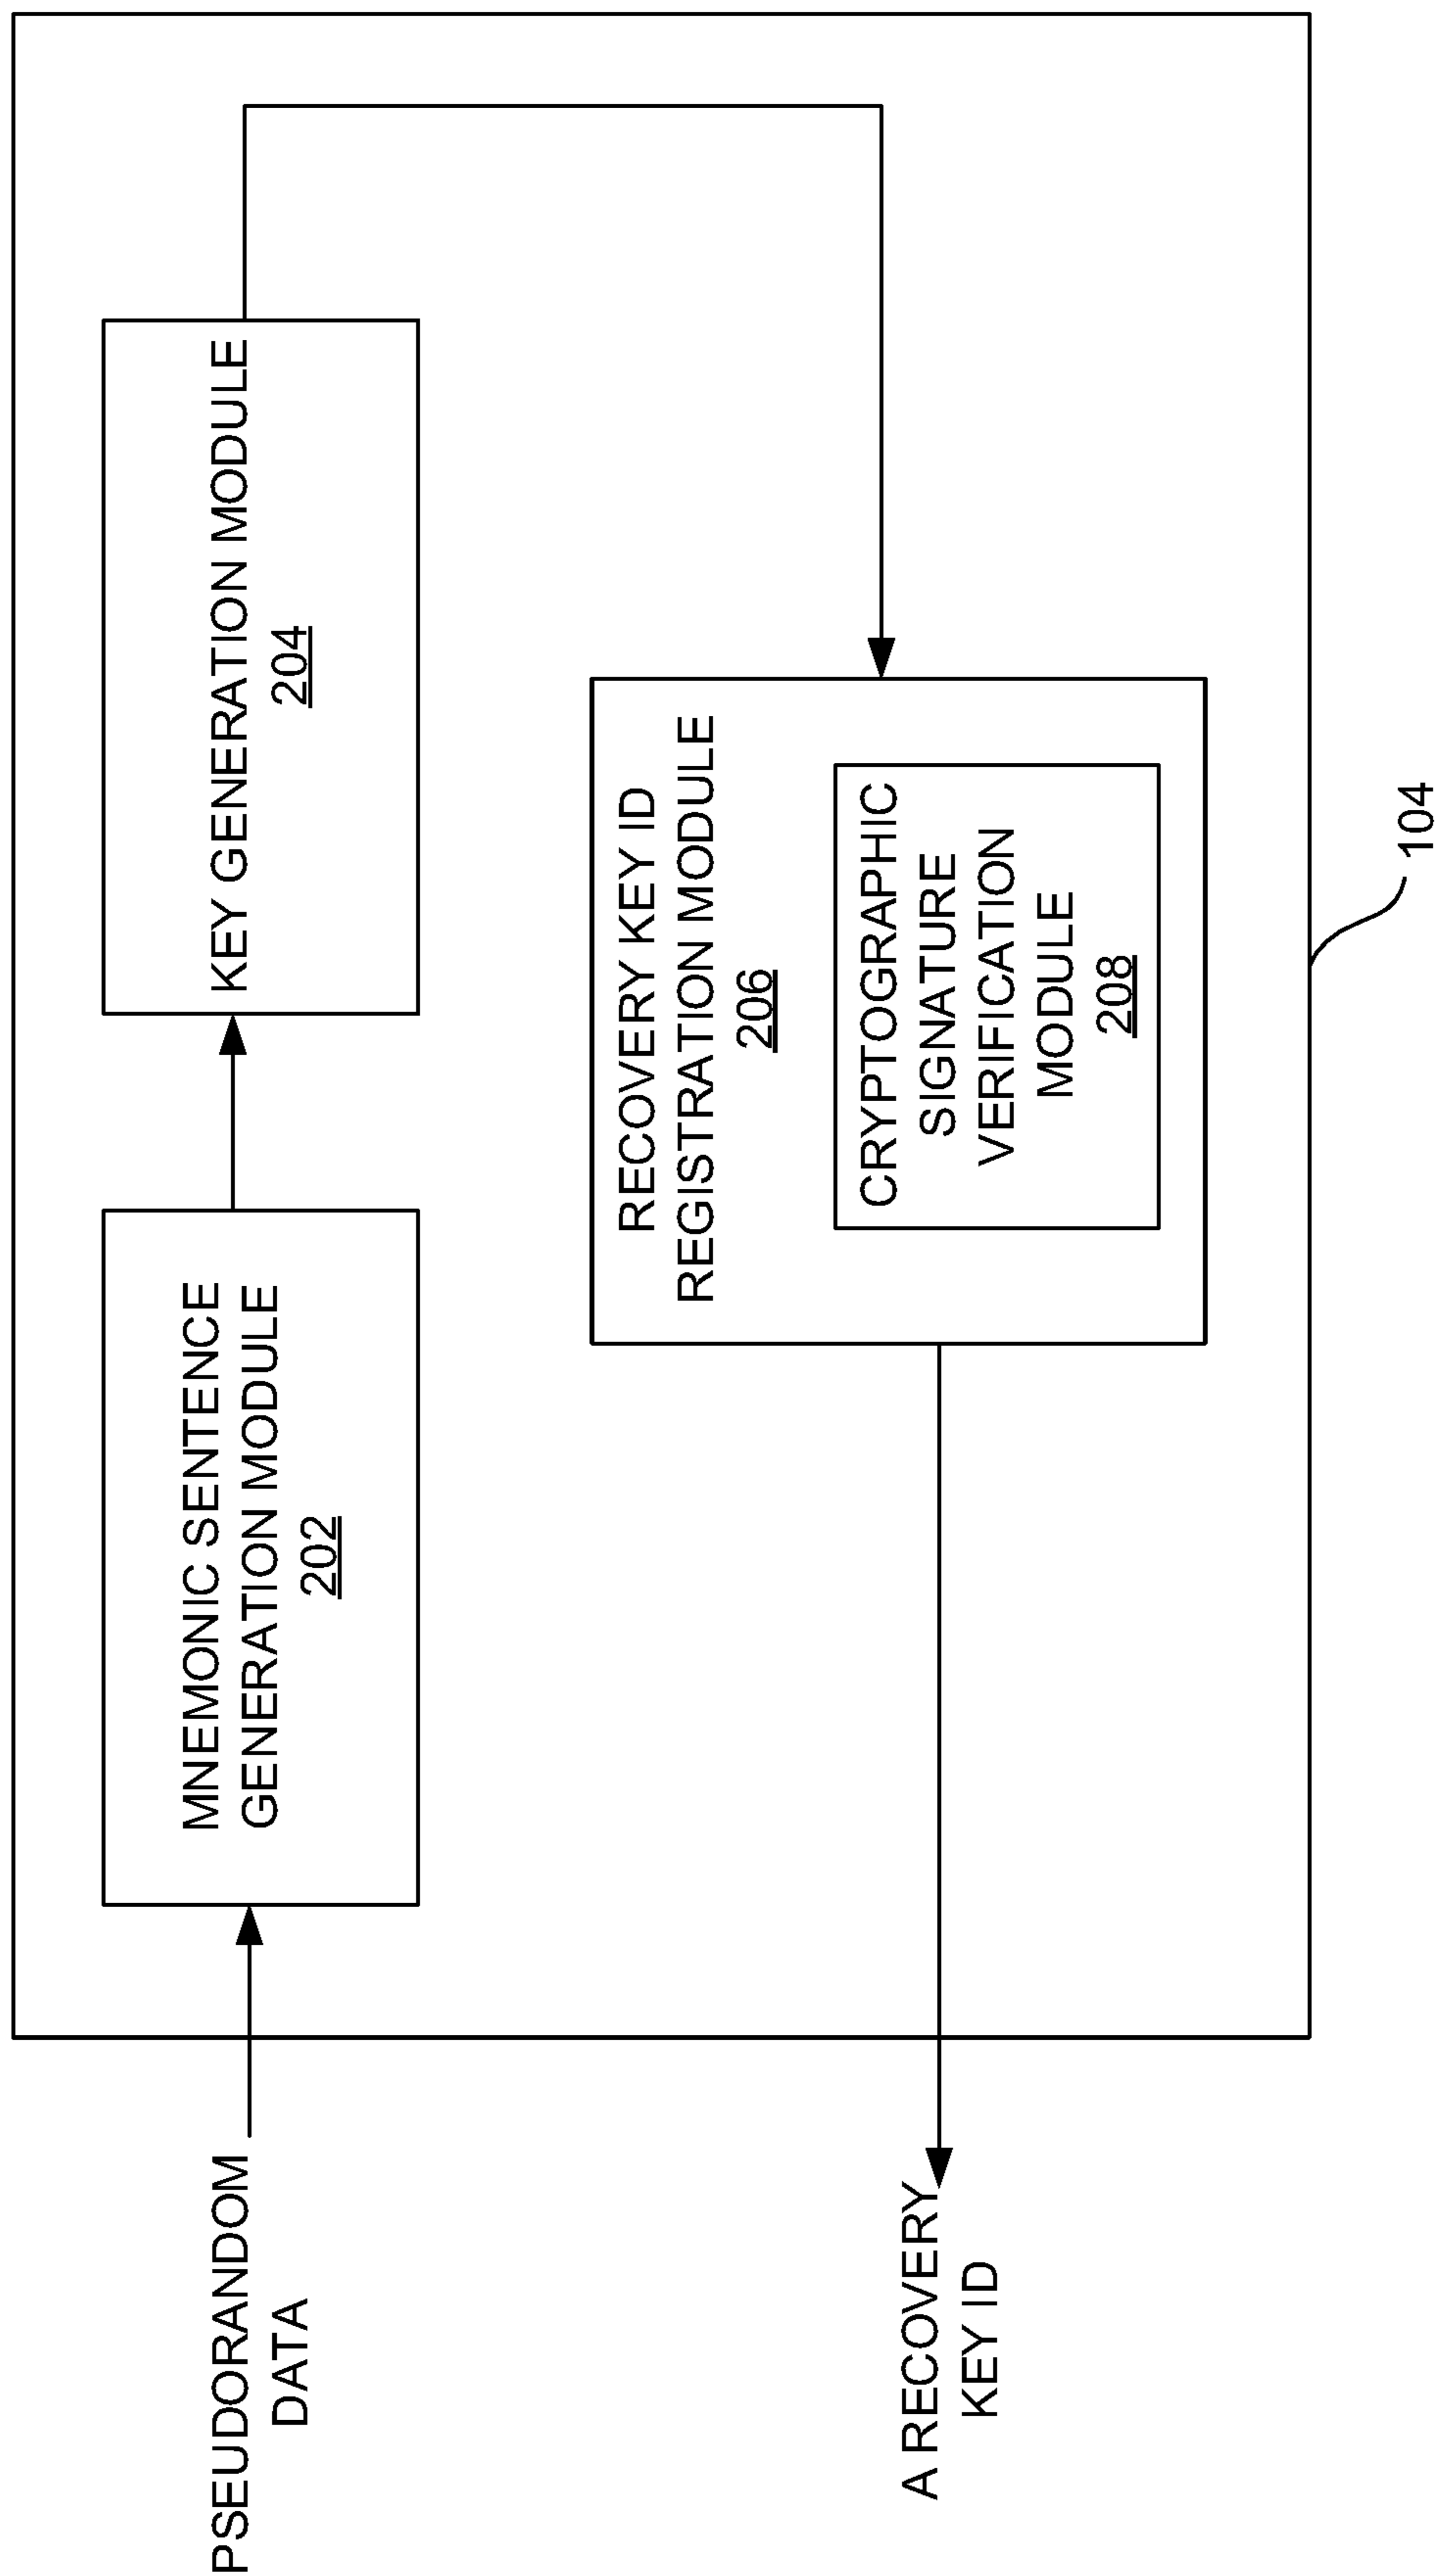 PSEUDORANDOM
DATA
MNEMONIC SENTENCE
GENERATION MODULE
202
KEY GENERATION MODULE
204
RECOVERY KEY ID
REGISTRATION MODULE
206
CRYPTOGRAPHIC
SIGNATURE
VERIFICATION
MODULE
208
A RECOVERY
KEY ID
104